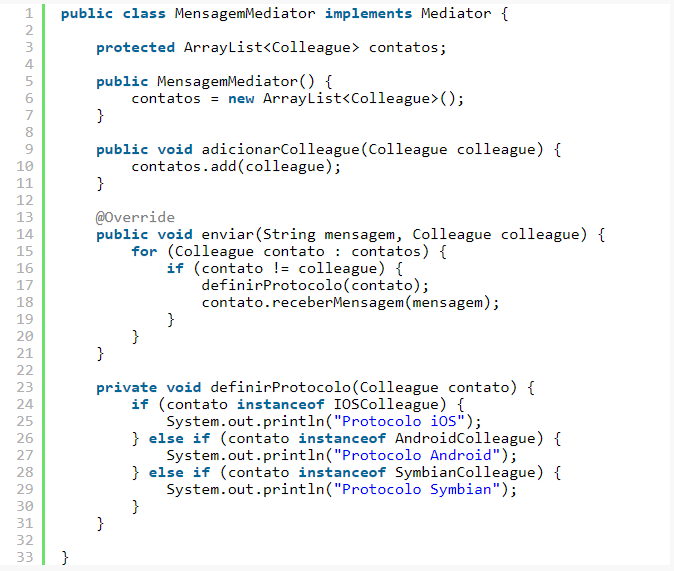 1 public class MensagemMediator implements Mediator {
2
3     protected ArrayList<Colleague> contatos;
4
5     public MensagemMediator() {
6         contatos = new ArrayList<Colleague>();
7     }
8
9     public void adicionarColleague(Colleague colleague) {
10         contatos.add(colleague);
11     }
12
13     @Override
14     public void enviar(String mensagem, Colleague colleague) {
15         for (Colleague contato : contatos) {
16             if (contato != colleague) {
17                 definirProtocolo(contato);
18                 contato.receberMensagem(mensagem);
19             }
20         }
21     }
22
23     private void definirProtocolo(Colleague contato) {
24         if (contato instanceof IOSColleague) {
25             System.out.println("Protocolo iOS");
26         } else if (contato instanceof AndroidColleague) {
27             System.out.println("Protocolo Android");
28         } else if (contato instanceof SymbianColleague) {
29             System.out.println("Protocolo Symbian");
30         }
31     }
32
33 }